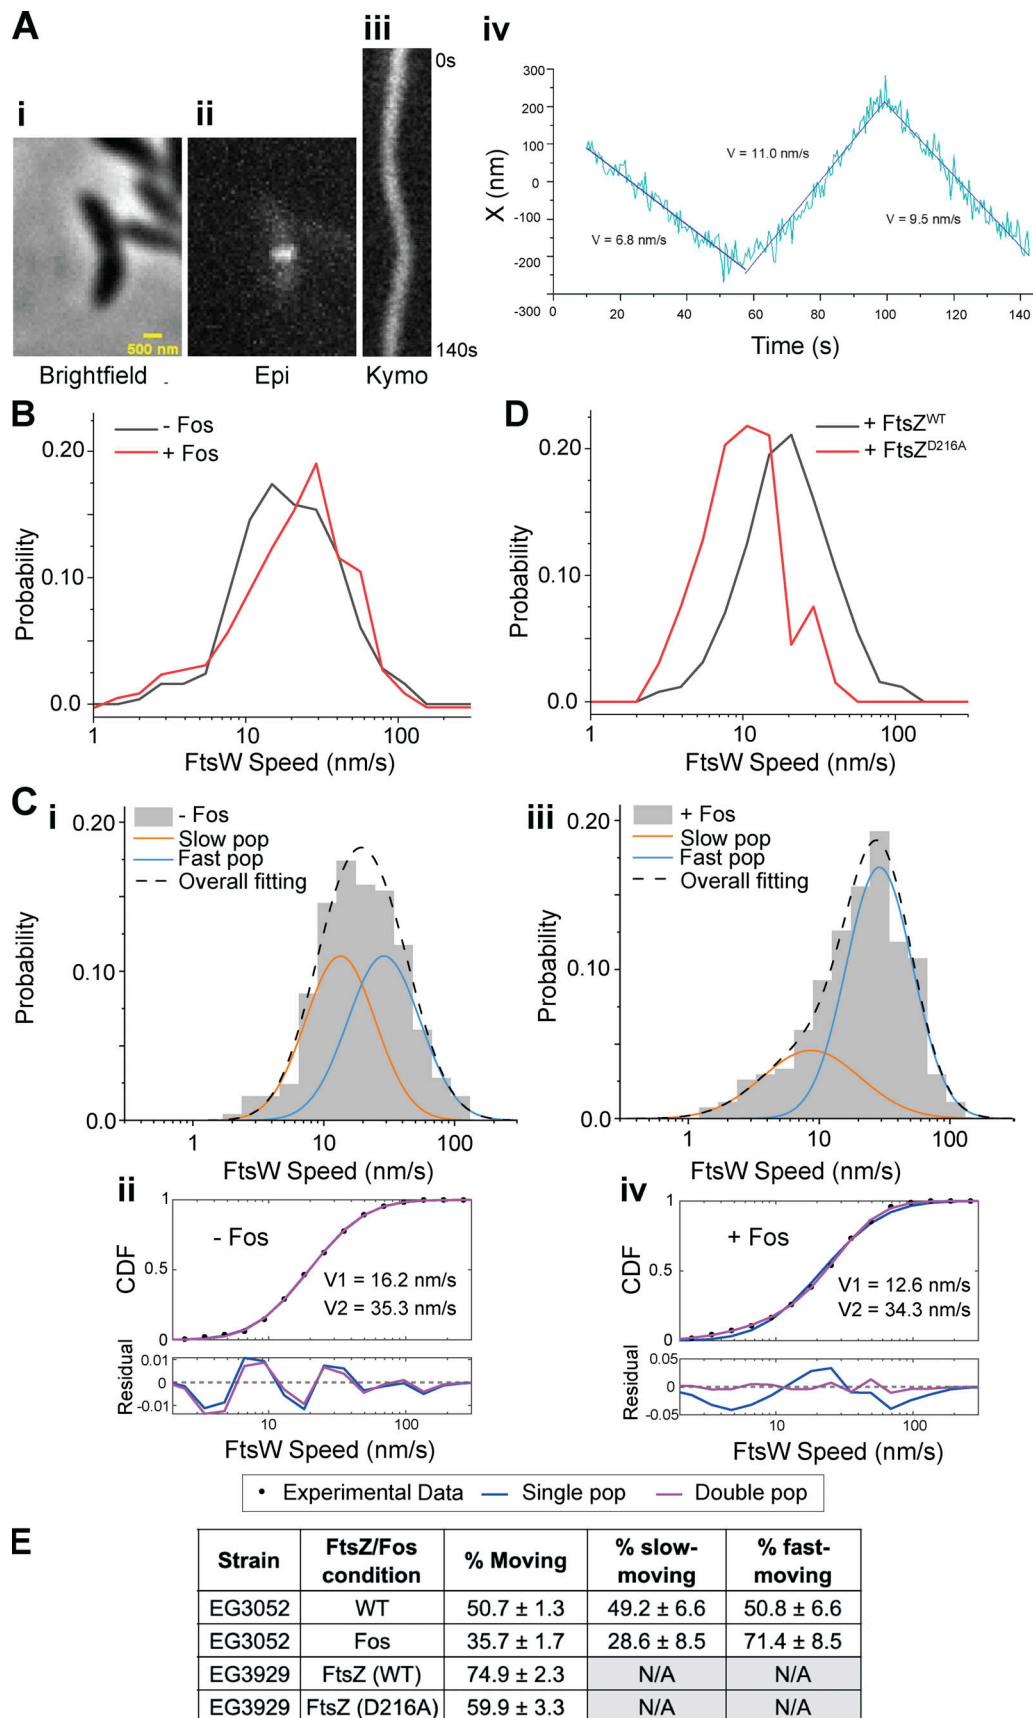 A
i
ii
iii
iv
500 nm
Brightfield
Epi
Kymo
0s
140s
X (nm)
300
200
100
0
-100
-200
-300
V = 6.8 nm/s
V = 11.0 nm/s
V = 9.5 nm/s
0 20 40 60 80 100 120 140
Time (s)
B
- Fos
+ Fos
Probability
0.20
0.10
0.0
1 10 100
FtsW Speed (nm/s)
D
+ FtsZWT
+ FtsZD216A
Probability
0.20
0.10
0.0
1 10 100
FtsW Speed (nm/s)
C
i
- Fos
Slow pop
Fast pop
Overall fitting
Probability
0.20
0.10
0.0
1 10 100
FtsW Speed (nm/s)
iii
+ Fos
Slow pop
Fast pop
Overall fitting
Probability
0.20
0.10
0.0
1 10 100
FtsW Speed (nm/s)
ii
CDF
1
0.5
0
- Fos
V1 = 16.2 nm/s
V2 = 35.3 nm/s
Residual
0.01
0
-0.01
10 100
FtsW Speed (nm/s)
iv
CDF
1
0.5
0
+ Fos
V1 = 12.6 nm/s
V2 = 34.3 nm/s
Residual
0.05
0
-0.05
10 100
FtsW Speed (nm/s)
• Experimental Data — Single pop — Double pop
E
Strain FtsZ/Fos condition % Moving % slow-moving % fast-moving
EG3052 WT 50.7 ± 1.3 49.2 ± 6.6 50.8 ± 6.6
EG3052 Fos 35.7 ± 1.7 28.6 ± 8.5 71.4 ± 8.5
EG3929 FtsZ (WT) 74.9 ± 2.3 N/A N/A
EG3929 FtsZ (D216A) 59.9 ± 3.3 N/A N/A